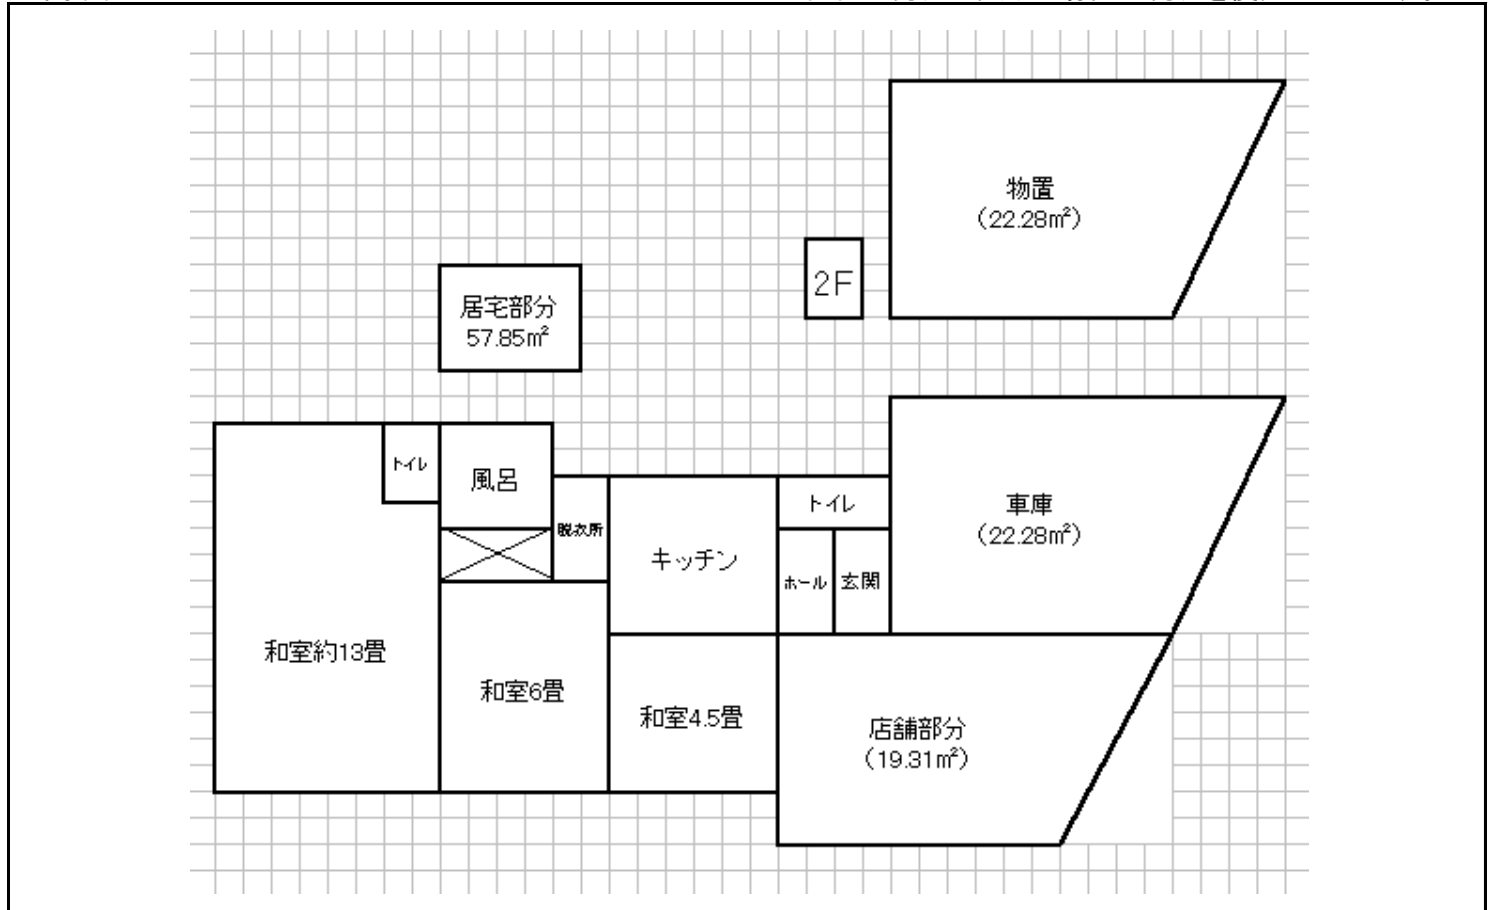 物置
（22.28㎡）
2F
居宅部分
57.85㎡
トイレ
風呂
脱衣所
キッチン
トイレ
ホール
玄関
車庫
（22.28㎡）
和室約13畳
和室6畳
和室4.5畳
店舗部分
（19.31㎡）